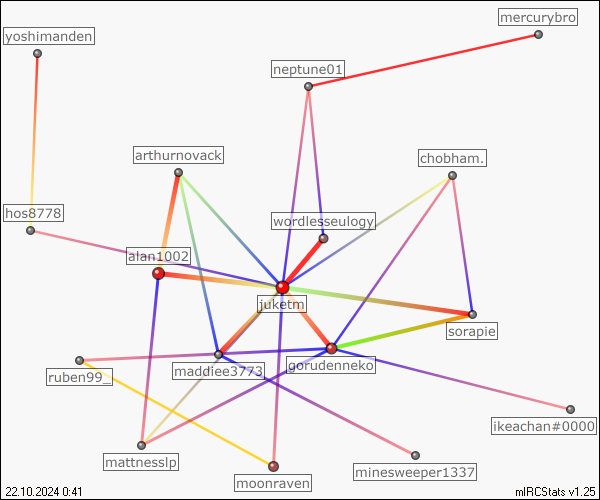 mercurybro
yoshimanden
neptune01
arthurnovack
chobham.
hos8778
wordlesseulogy
alan1002
juketm
sorapie
maddiee3773
gorudenneko
ruben99_
ikeachan#0000
mattnesslp
minesweeper1337
moonraven
22.10.2024 0:41
mIRCStats v1.25